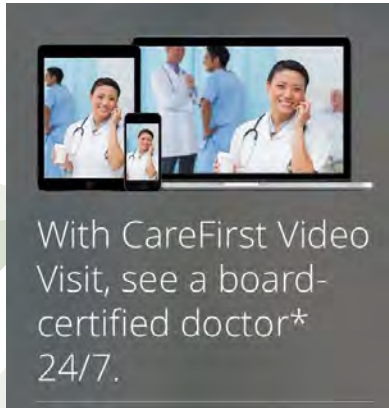 With CareFirst Video
Visit, see a board-
certified doctor*
24/7.